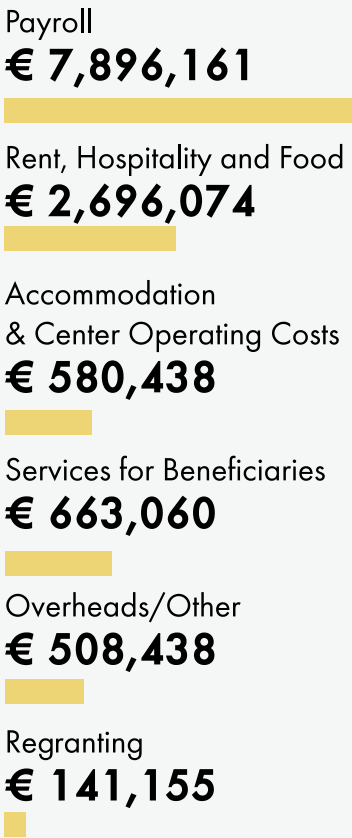 Payroll
€ 7,896,161
Rent, Hospitality and Food
€ 2,696,074
Accommodation
& Center Operating Costs
€ 580,438
Services for Beneficiaries
€ 663,060
Overheads/Other
€ 508,438
Regranting
€ 141,155